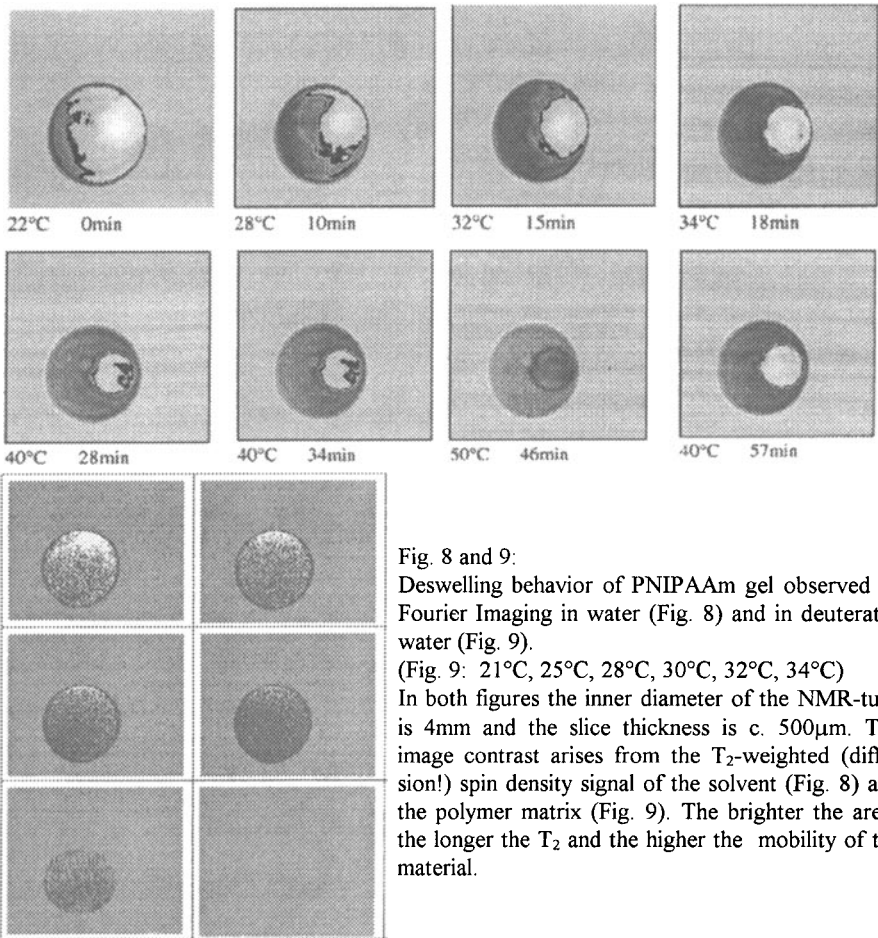 22°C 0min
28°C 10min
32°C 15min
34°C 18min
40°C 28min
40°C 34min
50°C 46min
40°C 57min
Fig. 8 and 9:
Deswelling behavior of PNIPAAm gel observed
Fourier Imaging in water (Fig. 8) and in deuterat
water (Fig. 9).
(Fig. 9: 21°C, 25°C, 28°C, 30°C, 32°C, 34°C)
In both figures the inner diameter of the NMR-tu
is 4mm and the slice thickness is c. 500μm. T
image contrast arises from the T₂-weighted (diff
sion!) spin density signal of the solvent (Fig. 8) a
the polymer matrix (Fig. 9). The brighter the are
the longer the T₂ and the higher the mobility of t
material.